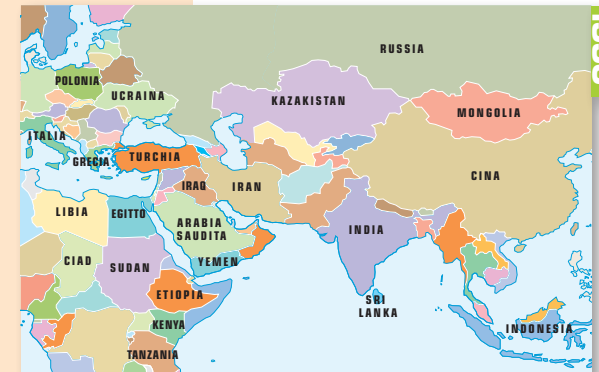 RUSSIA
POLONIA
UCRAINA
KAZAKISTAN
MONGOLIA
ITALIA
GRECIA
TURCHIA
CINA
IRAQ
IRAN
LIBIA
EGITTO
ARABIA
SAUDITA
INDIA
CIAD
SUDAN
YEMEN
ETIOPIA
SRI
LANKA
KENYA
INDONESIA
TANZANIA